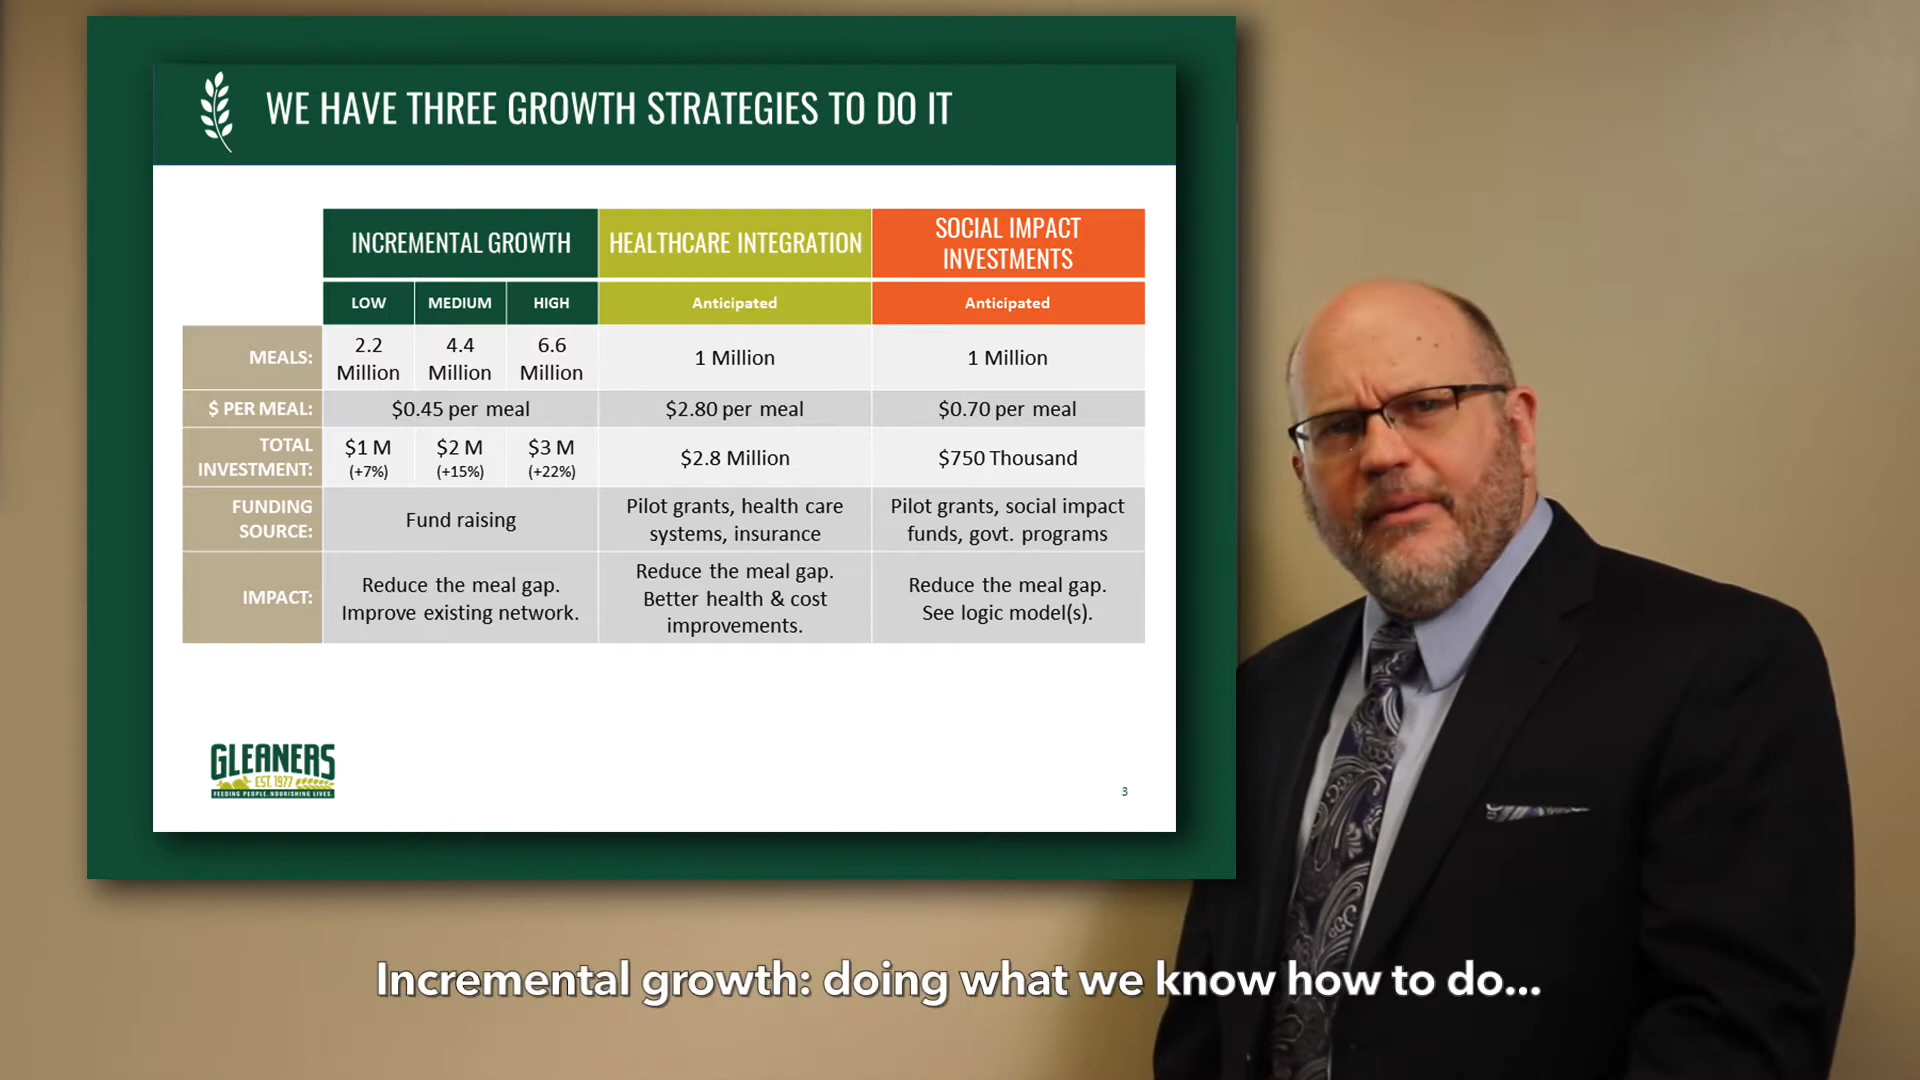 WE HAVE THREE GROWTH STRATEGIES TO DO IT
INCREMENTAL GROWTH
HEALTHCARE INTEGRATION
SOCIAL IMPACT
INVESTMENTS
LOW
MEDIUM
HIGH
Anticipated
Anticipated
MEALS:
2.2
Million
4.4
Million
6.6
Million
1 Million
1 Million
$ PER MEAL:
$0.45 per meal
$2.80 per meal
$0.70 per meal
TOTAL
INVESTMENT:
$1 M
(+7%)
$2 M
(+15%)
$3 M
(+22%)
$2.8 Million
$750 Thousand
FUNDING
SOURCE:
Fund raising
Pilot grants, health care
systems, insurance
Pilot grants, social impact
funds, govt. programs
IMPACT:
Reduce the meal gap.
Improve existing network.
Reduce the meal gap.
Better health & cost
improvements.
Reduce the meal gap.
See logic model(s).
GLEANERS
EST. 1977
FEEDING PEOPLE. NOURISHING LIVES.
3
Incremental growth: doing what we know how to do...